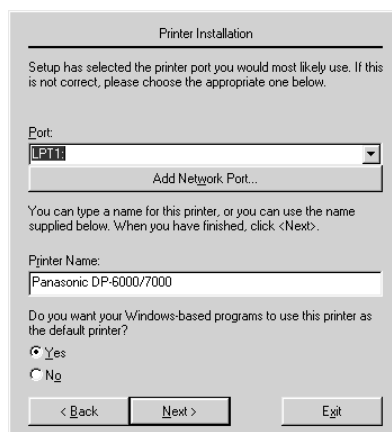 Printer Installation
Setup has selected the printer port you would most likely use. If this
is not correct, please choose the appropriate one below.
Port:
LPT1:
Add Network Port...
You can type a name for this printer, or you can use the name
supplied below. When you have finished, click <Next>.
Printer Name:
Panasonic DP-6000/7000
Do you want your Windows-based programs to use this printer as
the default printer?
Yes
No
< Back
Next >
Exit